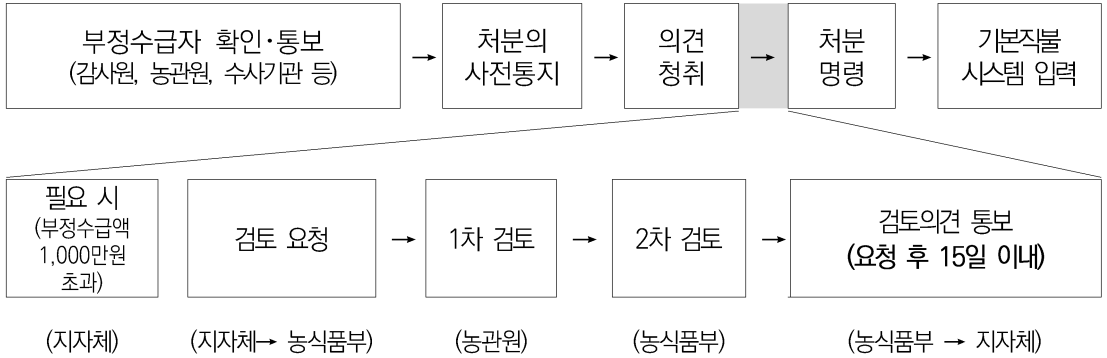 부정수급자 확인·통보
(감사원, 농관원, 수사기관 등)
→
처분의
사전통지
→
의견
청취
→
처분
명령
→
기본직불
시스템 입력
필요 시
(부정수급액
1,000만원
초과)
검토 요청
→
1차 검토
→
2차 검토
→
검토의견 통보
(요청 후 15일 이내)
(지자체)
(지자체→ 농식품부)
(농관원)
(농식품부)
(농식품부 → 지자체)